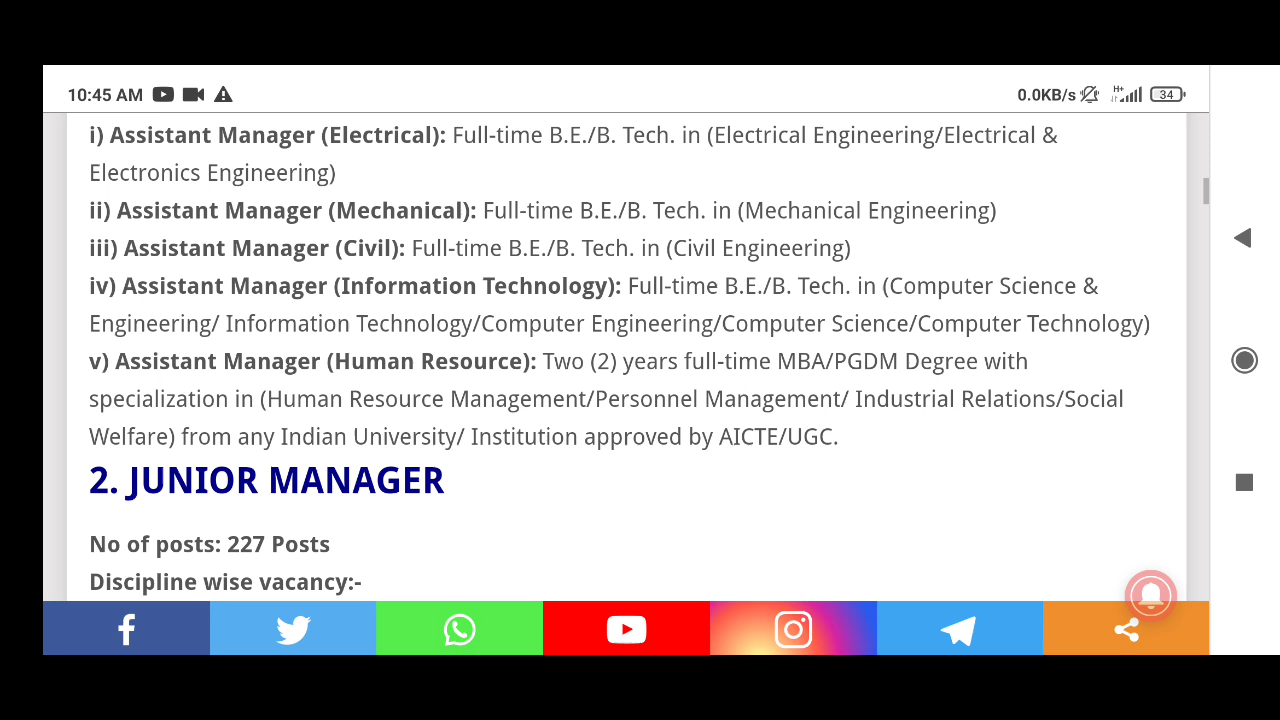 10:45 AM
0.0KB/s H+ 34
i) Assistant Manager (Electrical): Full-time B.E./B. Tech. in (Electrical Engineering/Electrical &
Electronics Engineering)
ii) Assistant Manager (Mechanical): Full-time B.E./B. Tech. in (Mechanical Engineering)
iii) Assistant Manager (Civil): Full-time B.E./B. Tech. in (Civil Engineering)
iv) Assistant Manager (Information Technology): Full-time B.E./B. Tech. in (Computer Science &
Engineering/ Information Technology/Computer Engineering/Computer Science/Computer Technology)
v) Assistant Manager (Human Resource): Two (2) years full-time MBA/PGDM Degree with
specialization in (Human Resource Management/Personnel Management/ Industrial Relations/Social
Welfare) from any Indian University/ Institution approved by AICTE/UGC.
2. JUNIOR MANAGER
No of posts: 227 Posts
Discipline wise vacancy:-